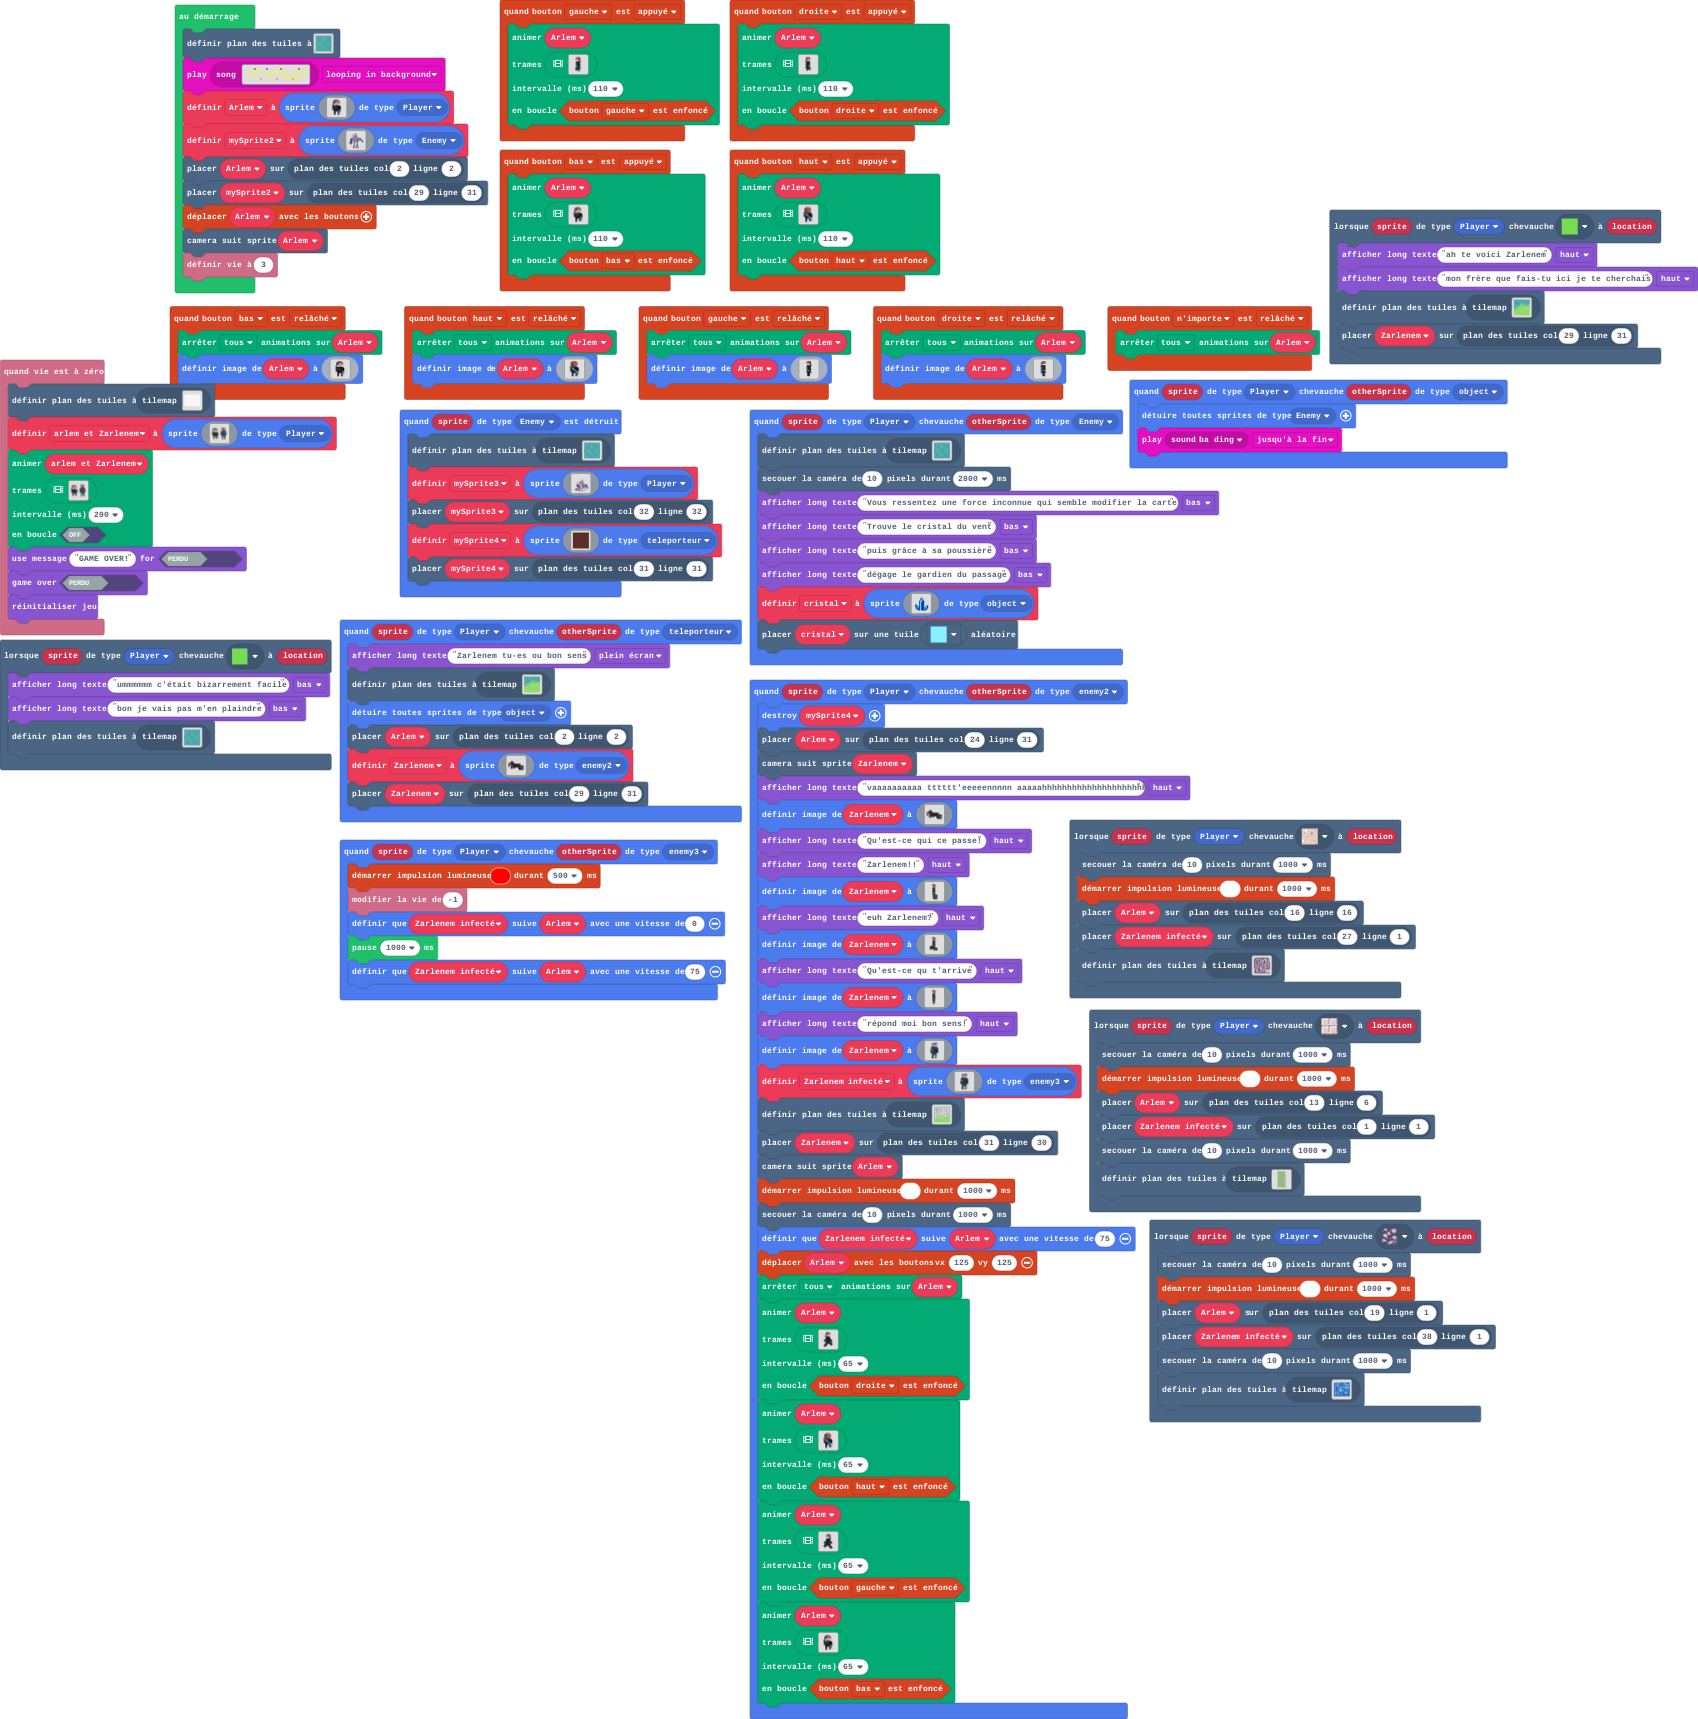 au démarrage
définir plan des tuiles à
play song looping in background
définir Arlem à sprite de type Player
définir mySprite2 à sprite de type Enemy
placer Arlem sur plan des tuiles col 2 ligne 2
placer mySprite2 sur plan des tuiles col 29 ligne 31
déplacer Arlem avec les boutons
camera suit sprite Arlem
définir vie à 3
quand bouton gauche est appuyé
animer Arlem
trames
intervalle (ms) 110
en boucle bouton gauche est enfoncé
quand bouton droite est appuyé
animer Arlem
trames
intervalle (ms) 110
en boucle bouton droite est enfoncé
quand bouton bas est appuyé
animer Arlem
trames
intervalle (ms) 110
en boucle bouton bas est enfoncé
quand bouton haut est appuyé
animer Arlem
trames
intervalle (ms) 110
en boucle bouton haut est enfoncé
lorsque sprite de type Player chevauche à location
afficher long texte "ah te voici Zarlenem" haut
afficher long texte "mon frère que fais-tu ici je te cherchais" haut
définir plan des tuiles à tilemap
placer Zarlenem sur plan des tuiles col 29 ligne 31
quand bouton bas est relâché
arrêter tous animations sur Arlem
définir image de Arlem à
quand bouton haut est relâché
arrêter tous animations sur Arlem
définir image de Arlem à
quand bouton gauche est relâché
arrêter tous animations sur Arlem
définir image de Arlem à
quand bouton droite est relâché
arrêter tous animations sur Arlem
définir image de Arlem à
quand bouton n'importe est relâché
arrêter tous animations sur Arlem
quand vie est à zéro
définir plan des tuiles à tilemap
définir arlem et Zarlenem à sprite de type Player
animer arlem et Zarlenem
trames
intervalle (ms) 200
en boucle OFF
use message "GAME OVER!" for PERDU
game over PERDU
réinitialiser jeu
quand sprite de type Enemy est détruit
définir plan des tuiles à tilemap
définir mySprite3 à sprite de type Player
placer mySprite3 sur plan des tuiles col 32 ligne 32
définir mySprite4 à sprite de type teleporteur
placer mySprite4 sur plan des tuiles col 31 ligne 31
quand sprite de type Player chevauche otherSprite de type Enemy
définir plan des tuiles à tilemap
secouer la caméra de 10 pixels durant 2000 ms
afficher long texte "Vous ressentez une force inconnue qui semble modifier la carte" bas
afficher long texte "Trouve le cristal du vent" bas
afficher long texte "puis grâce à sa poussière" bas
afficher long texte "dégage le gardien du passage" bas
définir cristal à sprite de type object
placer cristal sur une tuile aléatoire
quand sprite de type Player chevauche otherSprite de type object
détuire toutes sprites de type Enemy
play sound ba ding jusqu'à la fin
lorsque sprite de type Player chevauche à location
afficher long texte "ummmmmm c'était bizarrement facile" bas
afficher long texte "bon je vais pas m'en plaindre" bas
définir plan des tuiles à tilemap
quand sprite de type Player chevauche otherSprite de type teleporteur
afficher long texte "Zarlenem tu-es ou bon sens" plein écran
définir plan des tuiles à tilemap
détuire toutes sprites de type object
placer Arlem sur plan des tuiles col 2 ligne 2
définir Zarlenem à sprite de type enemy2
placer Zarlenem sur plan des tuiles col 29 ligne 31
quand sprite de type Player chevauche otherSprite de type enemy3
démarrer impulsion lumineuse durant 500 ms
modifier la vie de -1
définir que Zarlenem infecté suive Arlem avec une vitesse de 0
pause 1000 ms
définir que Zarlenem infecté suive Arlem avec une vitesse de 75
quand sprite de type Player chevauche otherSprite de type enemy2
destroy mySprite4
placer Arlem sur plan des tuiles col 24 ligne 31
camera suit sprite Zarlenem
afficher long texte haut
définir image de Zarlenem à
afficher long texte "Qu'est-ce qui ce passe!" haut
afficher long texte "Zarlenem!!" haut
définir image de Zarlenem à
afficher long texte "euh Zarlenem?" haut
définir image de Zarlenem à
afficher long texte "Qu'est-ce qu t'arrive" haut
définir image de Zarlenem à
afficher long texte "répond moi bon sens!" haut
définir image de Zarlenem à
définir Zarlenem infecté à sprite de type enemy3
définir plan des tuiles à tilemap
placer Zarlenem sur plan des tuiles col 31 ligne 30
camera suit sprite Arlem
démarrer impulsion lumineuse durant 1000 ms
secouer la caméra de 10 pixels durant 1000 ms
définir que Zarlenem infecté suive Arlem avec une vitesse de 75
déplacer Arlem avec les boutons vx 125 vy 125
arrêter tous animations sur Arlem
animer Arlem
trames
intervalle (ms) 65
en boucle bouton droite est enfoncé
animer Arlem
trames
intervalle (ms) 65
en boucle bouton haut est enfoncé
animer Arlem
trames
intervalle (ms) 65
en boucle bouton gauche est enfoncé
animer Arlem
trames
intervalle (ms) 65
en boucle bouton bas est enfoncé
lorsque sprite de type Player chevauche à location
secouer la caméra de 10 pixels durant 1000 ms
démarrer impulsion lumineuse durant 1000 ms
placer Arlem sur plan des tuiles col 16 ligne 16
placer Zarlenem infecté sur plan des tuiles col 27 ligne 1
définir plan des tuiles à tilemap
lorsque sprite de type Player chevauche à location
secouer la caméra de 10 pixels durant 1000 ms
démarrer impulsion lumineuse durant 1000 ms
placer Arlem sur plan des tuiles col 13 ligne 6
placer Zarlenem infecté sur plan des tuiles col 1 ligne 1
secouer la caméra de 10 pixels durant 1000 ms
définir plan des tuiles à tilemap
lorsque sprite de type Player chevauche à location
secouer la caméra de 10 pixels durant 1000 ms
démarrer impulsion lumineuse durant 1000 ms
placer Arlem sur plan des tuiles col 19 ligne 1
placer Zarlenem infecté sur plan des tuiles col 38 ligne 1
secouer la caméra de 10 pixels durant 1000 ms
définir plan des tuiles à tilemap